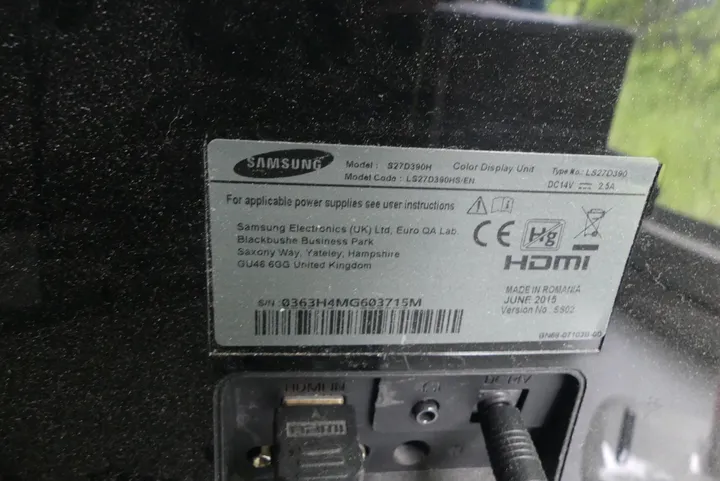 SAMSUNG
Model : S27D390H Color Display Unit Type No.: LS27D390
Model Code : LS27D390HS/EN DC14V ⎓ 2.5A
For applicable power supplies see user instructions
Samsung Electronics (UK) Ltd, Euro QA Lab.
Blackbushe Business Park
Saxony Way, Yateley, Hampshire
GU46 6GG United Kingdom
CE Hg
HDMI
S/N : 0363H4MG603715M
MADE IN ROMANIA
JUNE 2015
Version No.: SS02
HDMI IN DC 14V
HDMI